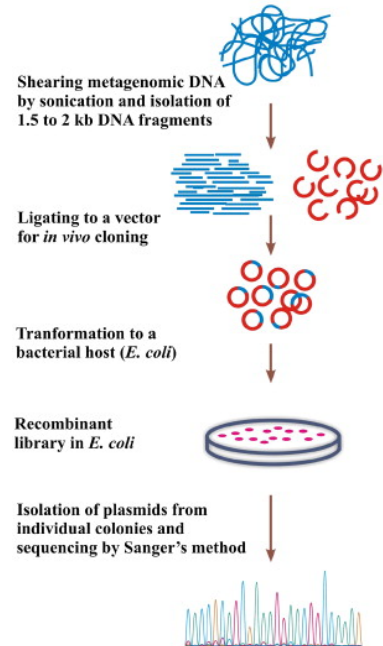 Shearing metagenomic DNA
by sonication and isolation of
1.5 to 2 kb DNA fragments
Ligating to a vector
for in vivo cloning
Tranformation to a
bacterial host (E. coli)
Recombinant
library in E. coli
Isolation of plasmids from
individual colonies and
sequencing by Sanger's method